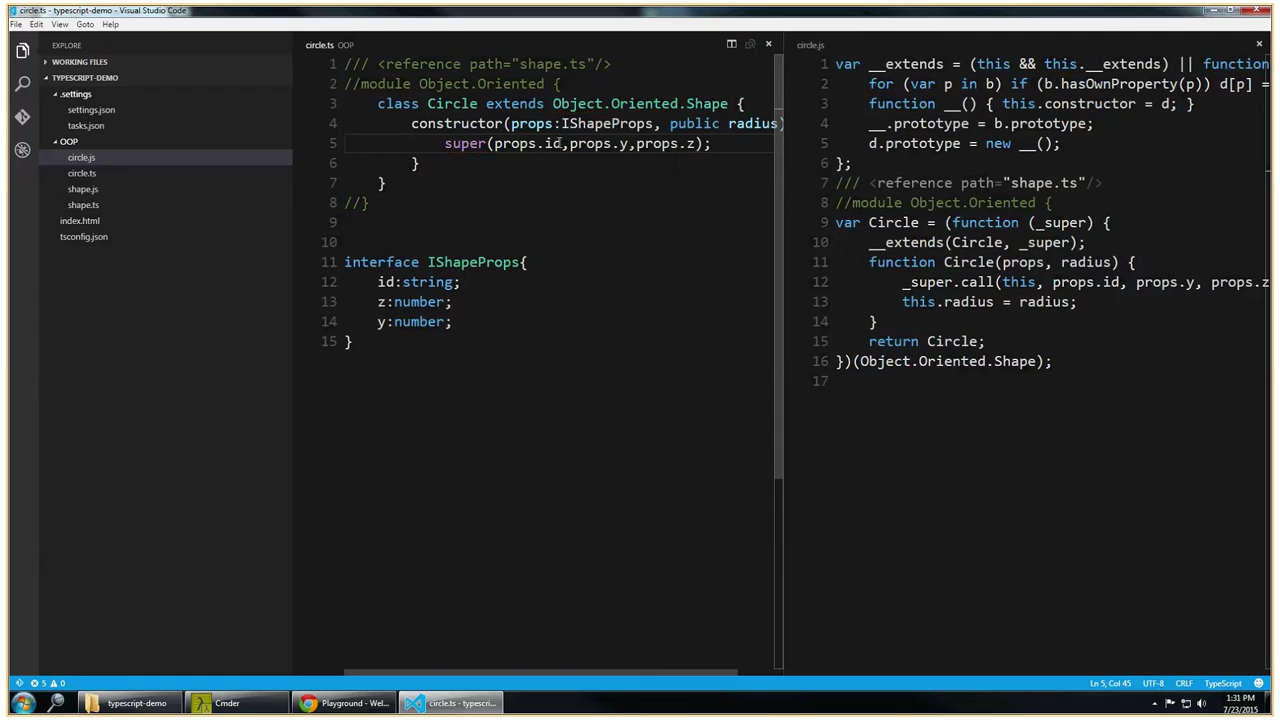 circle.ts - typescript-demo - Visual Studio Code
File Edit View Goto Help
EXPLORE
WORKING FILES
TYPESCRIPT-DEMO
.settings
settings.json
tasks.json
OOP
circle.js
circle.ts
shape.js
shape.ts
index.html
tsconfig.json
circle.ts OOP
1 /// <reference path="shape.ts"/>
2 //module Object.Oriented {
3 class Circle extends Object.Oriented.Shape {
4 constructor(props:IShapeProps, public radius)
5 super(props.id,props.y,props.z);
6 }
7 }
8 //}
9
10
11 interface IShapeProps{
12 id:string;
13 z:number;
14 y:number;
15 }
circle.js
1 var __extends = (this && this.__extends) || function
2 for (var p in b) if (b.hasOwnProperty(p)) d[p] =
3 function __() { this.constructor = d; }
4 __.prototype = b.prototype;
5 d.prototype = new __();
6 };
7 /// <reference path="shape.ts"/>
8 //module Object.Oriented {
9 var Circle = (function (_super) {
10 __extends(Circle, _super);
11 function Circle(props, radius) {
12 _super.call(this, props.id, props.y, props.z
13 this.radius = radius;
14 }
15 return Circle;
16 })(Object.Oriented.Shape);
17
5 0
Ln 5, Col 45 UTF-8 CRLF TypeScript
typescript-demo
Cmder
Playground - Wel...
circle.ts - typescri...
1:31 PM
7/23/2015